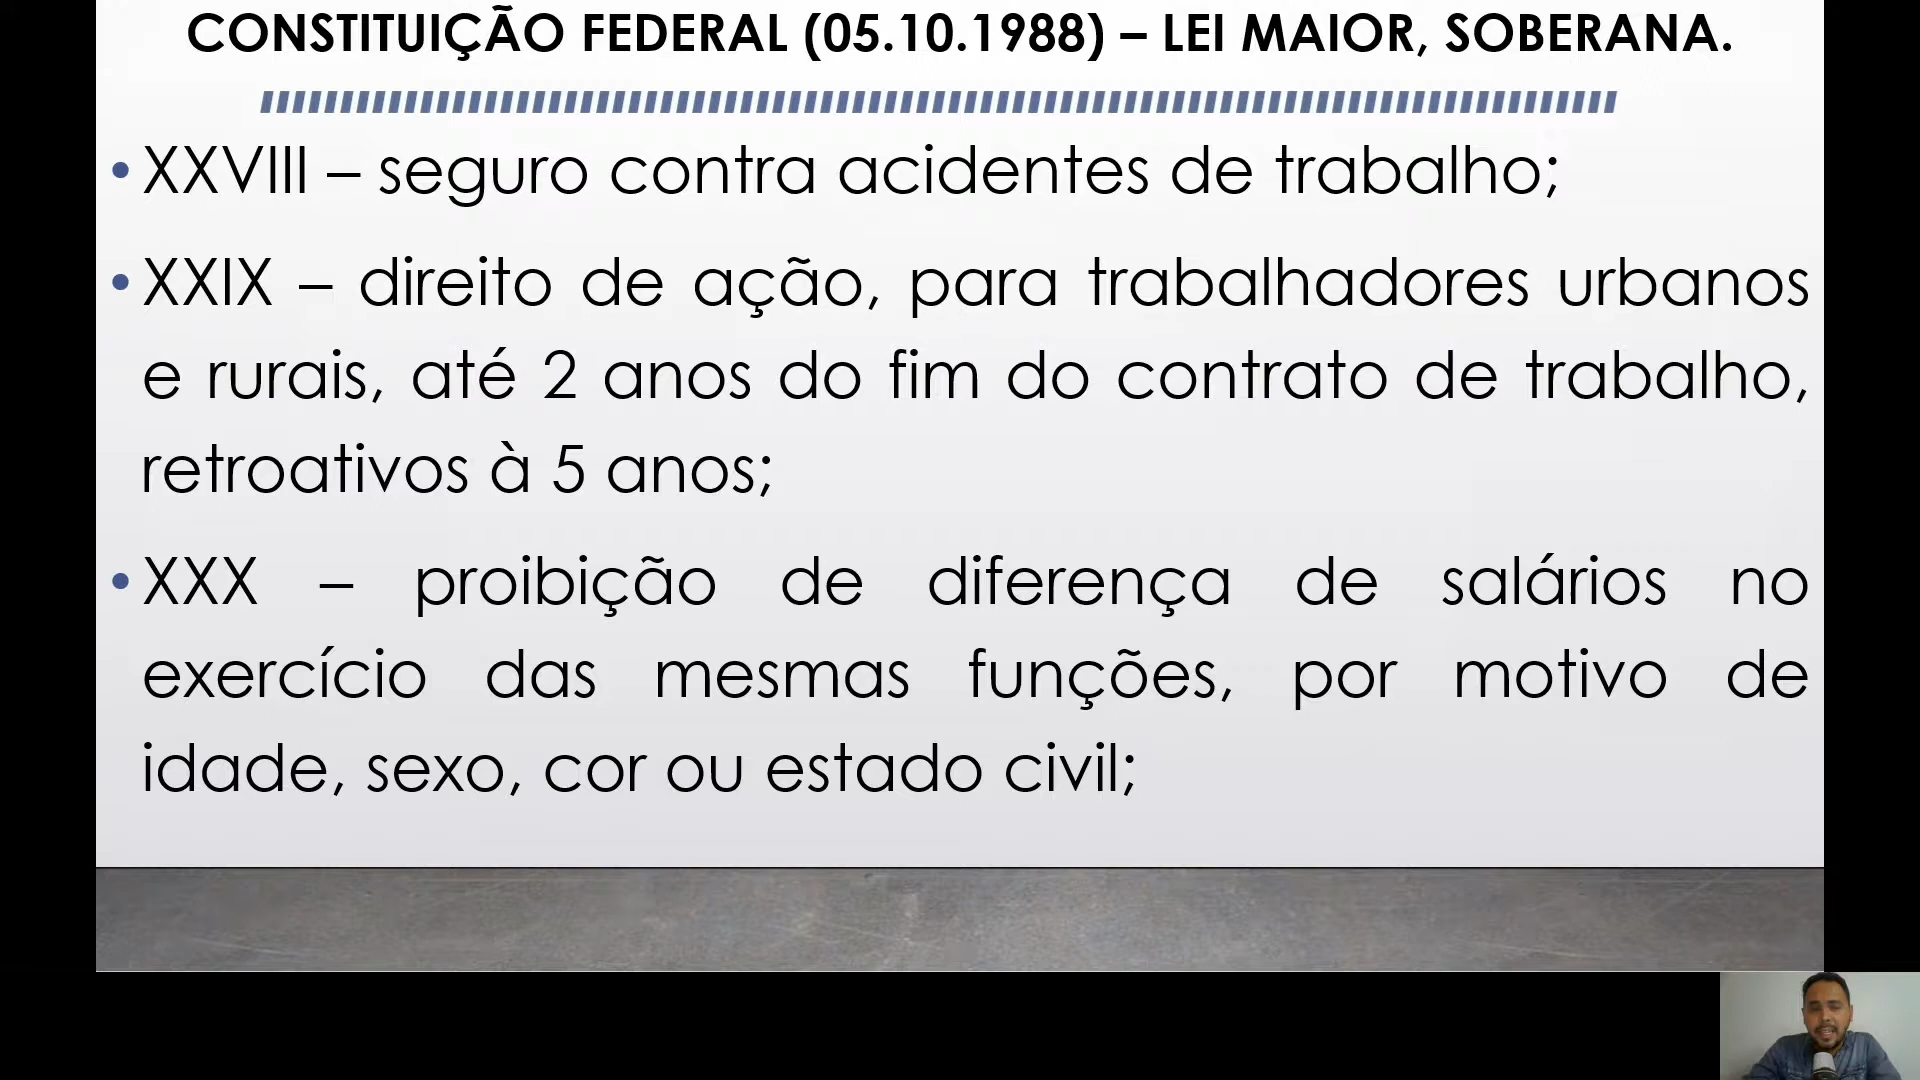 CONSTITUIÇÃO FEDERAL (05.10.1988) – LEI MAIOR, SOBERANA.
• XXVIII – seguro contra acidentes de trabalho;
• XXIX – direito de ação, para trabalhadores urbanos
e rurais, até 2 anos do fim do contrato de trabalho,
retroativos à 5 anos;
• XXX – proibição de diferença de salários no
exercício das mesmas funções, por motivo de
idade, sexo, cor ou estado civil;